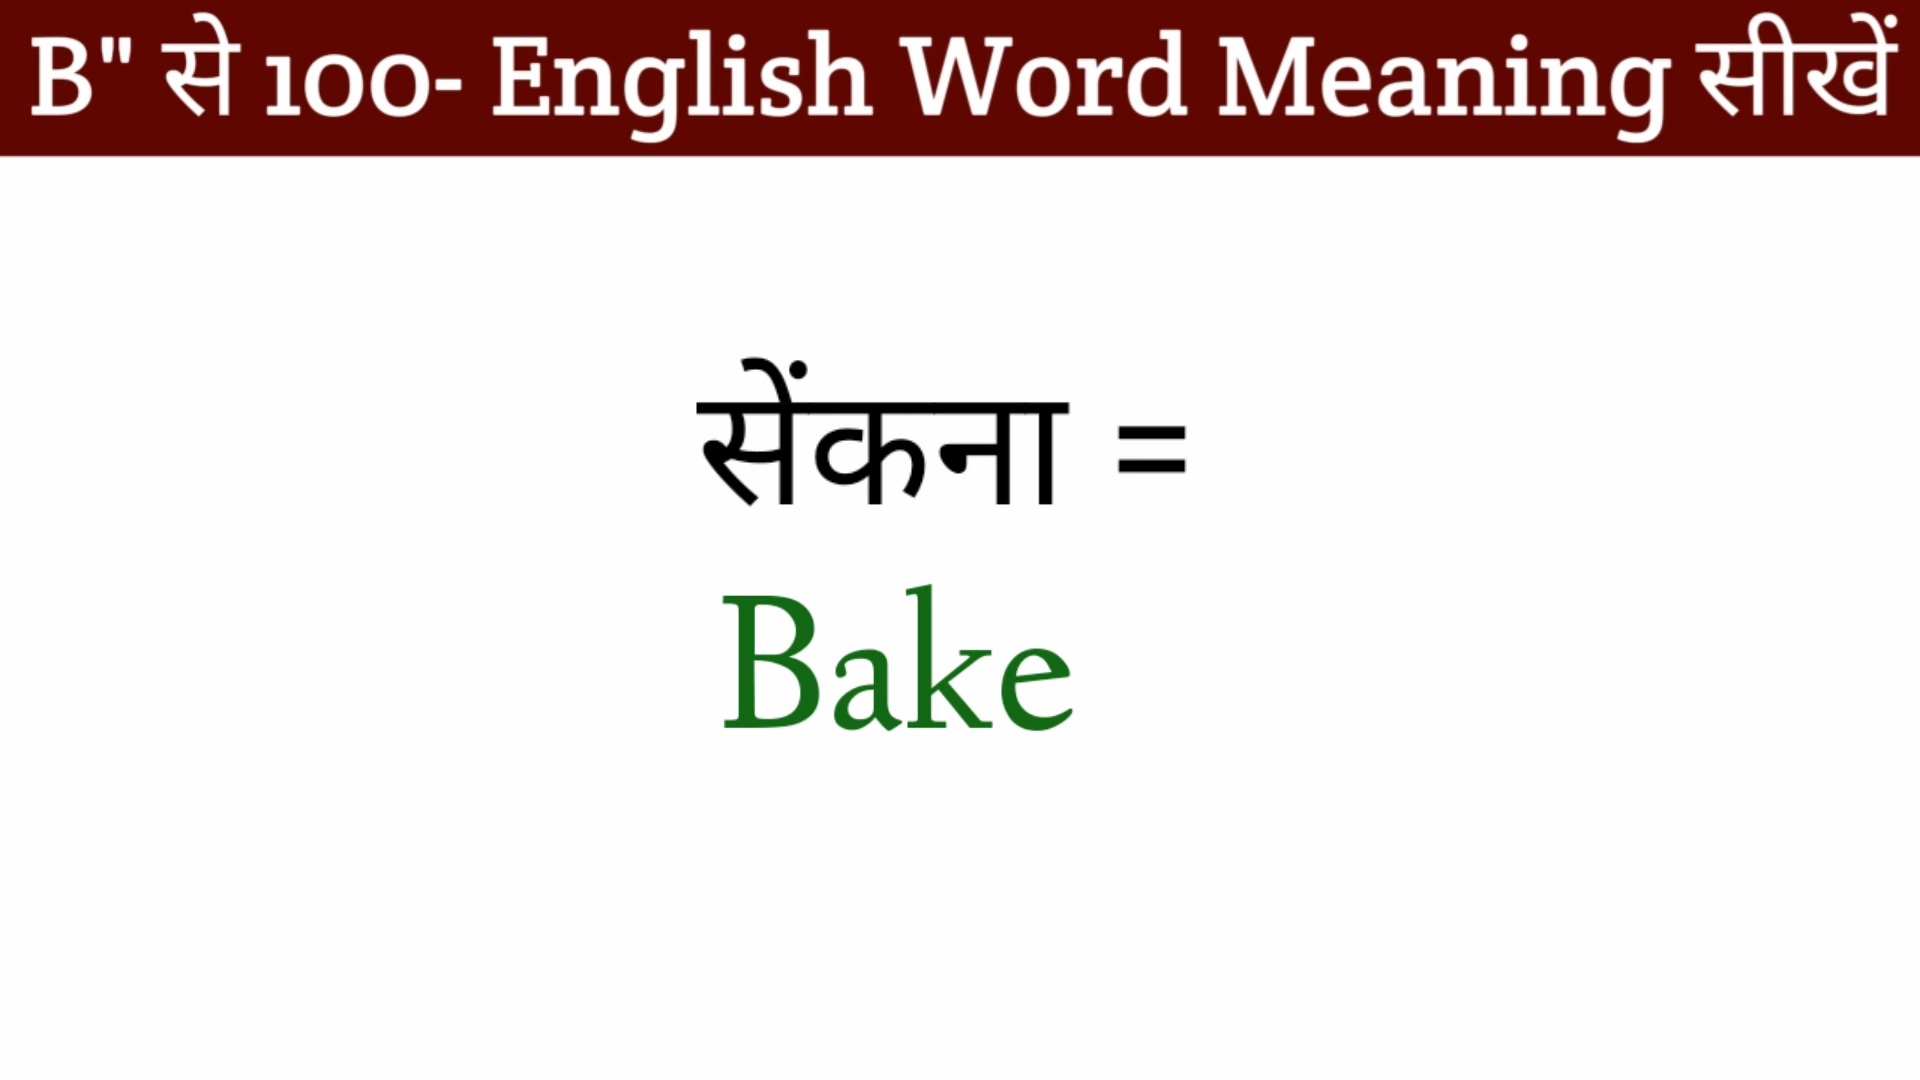 B" से 100- English Word Meaning सीखें
सेंकना =
Bake